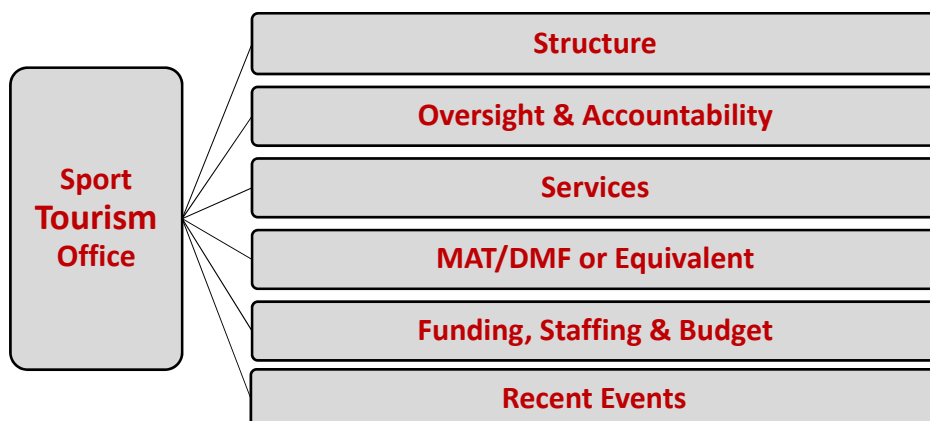 Sport
Tourism
Office
Structure
Oversight & Accountability
Services
MAT/DMF or Equivalent
Funding, Staffing & Budget
Recent Events